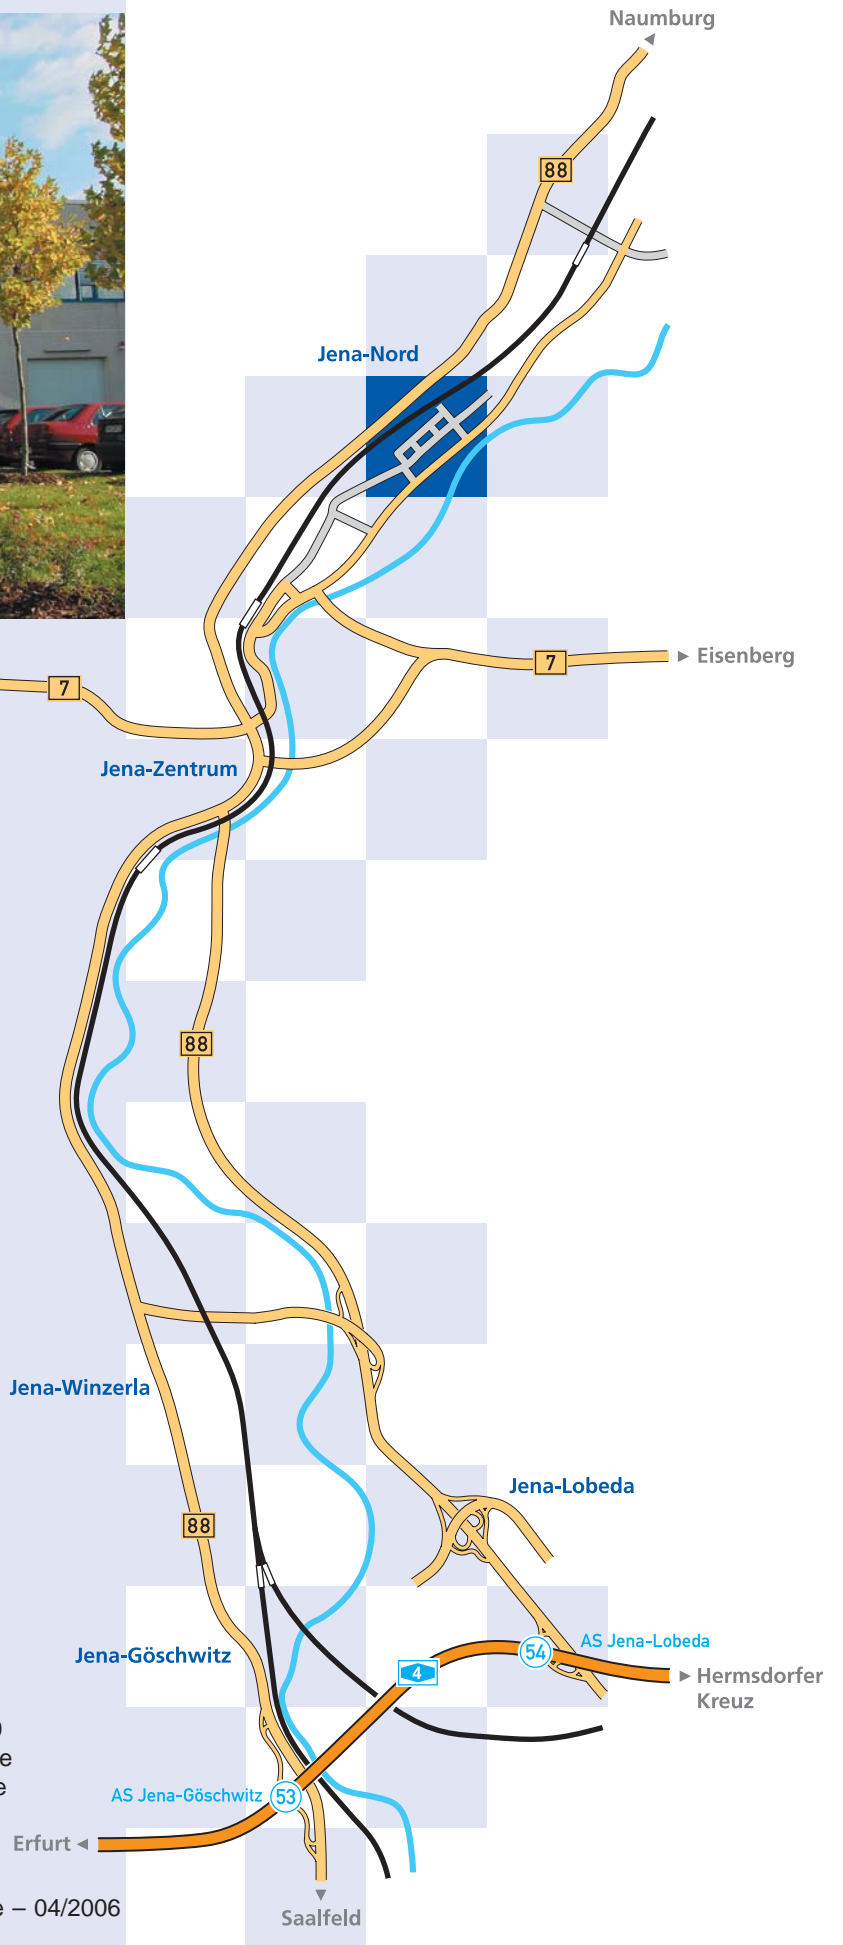 Naumburg
88
Jena-Nord
7
Eisenberg
7
Jena-Zentrum
88
Jena-Winzerla
Jena-Lobeda
88
Jena-Göschwitz
54
AS Jena-Lobeda
4
Hermsdorfer
Kreuz
)
e
e
AS Jena-Göschwitz
53
Erfurt
e – 04/2006
Saalfeld